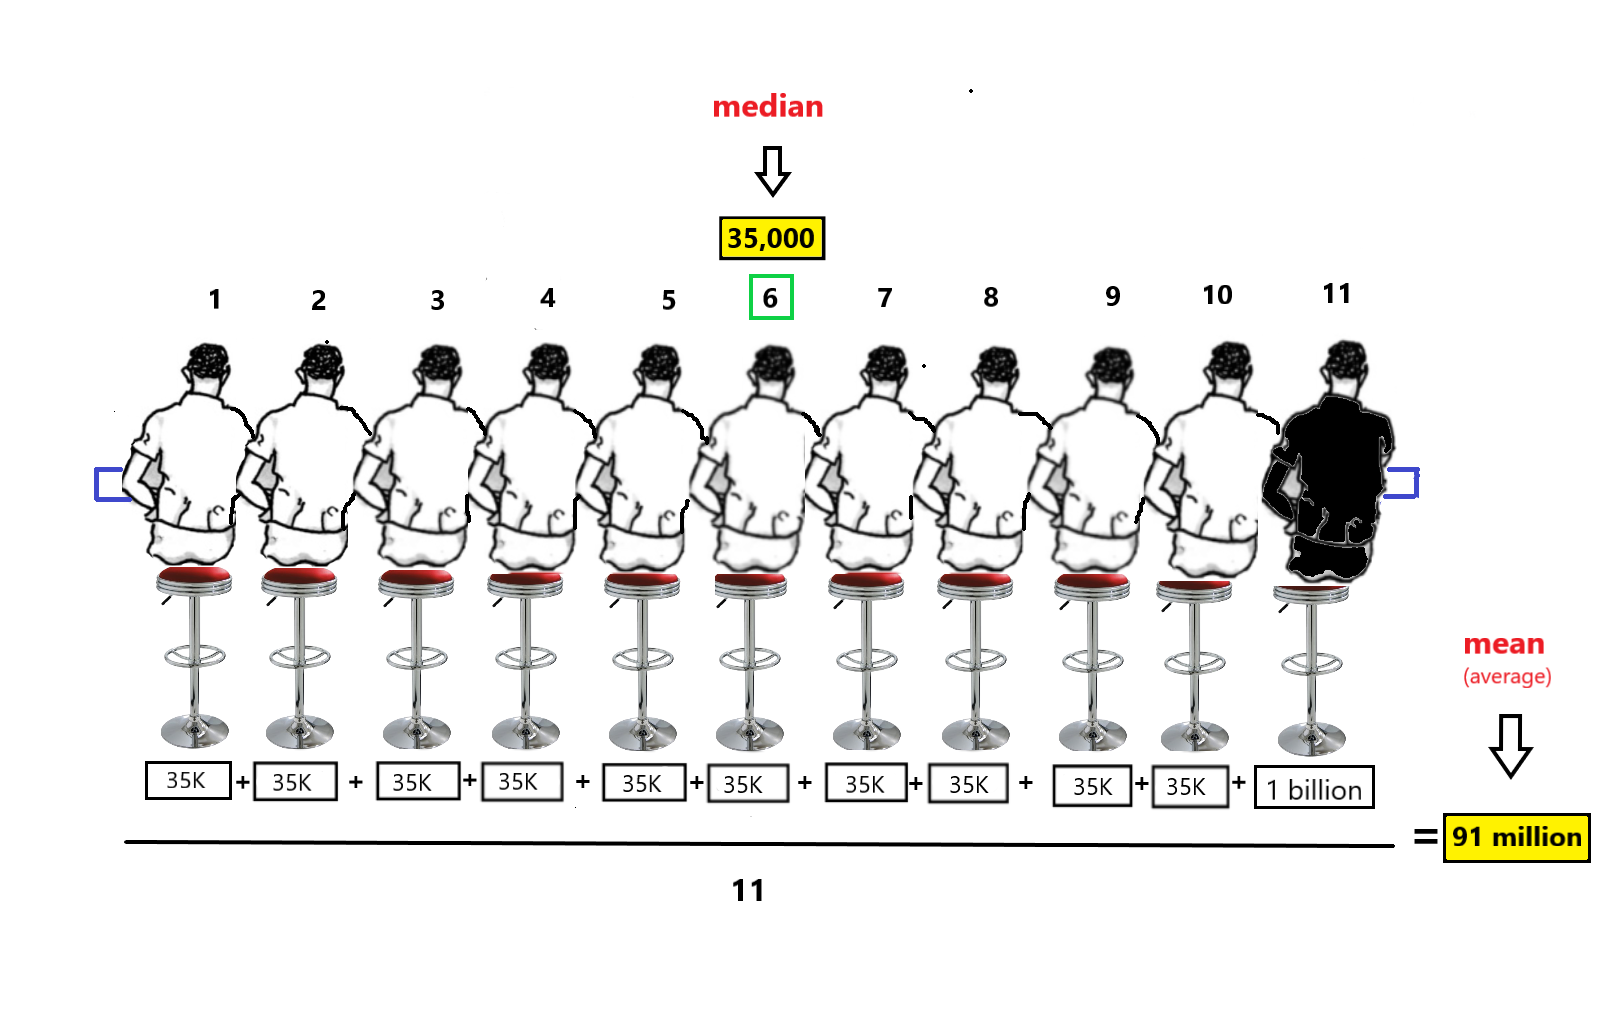 median
35,000
1 2 3 4 5 6 7 8 9 10 11
mean
(average)
35K + 35K + 35K + 35K + 35K + 35K + 35K + 35K + 35K + 35K + 1 billion
= 91 million
11